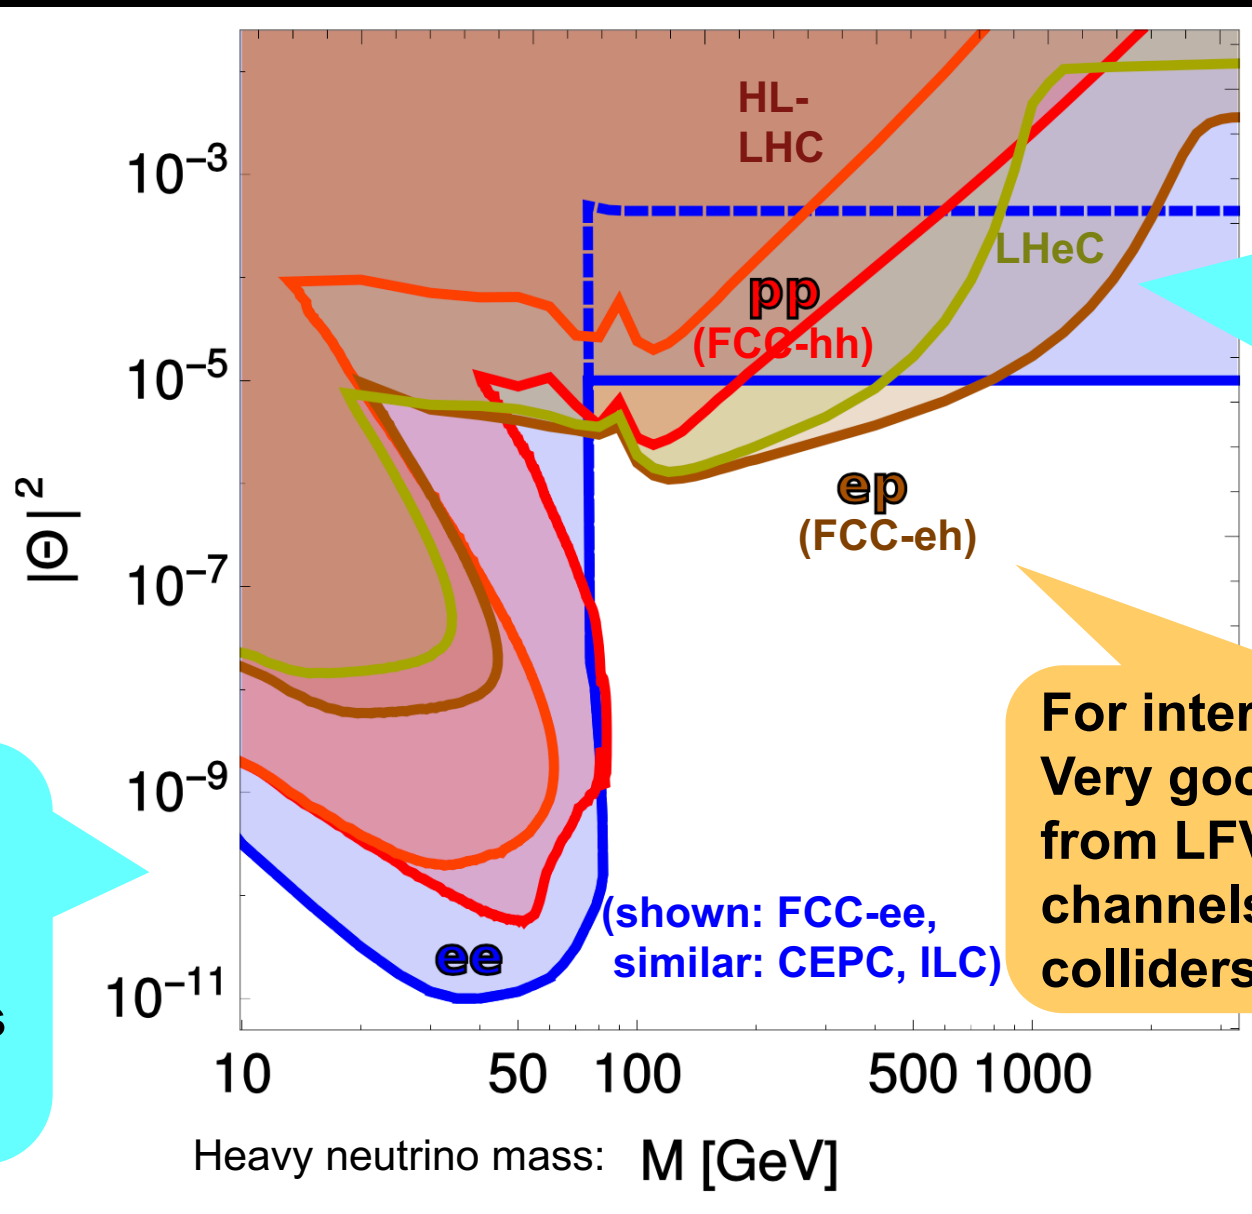 HL-
LHC
10⁻³
LHeC
pp
(FCC-hh)
10⁻⁵
ep
(FCC-eh)
|Θ|²
10⁻⁷
For inter
Very goo
10⁻⁹
from LFV
channels
(shown: FCC-ee,
similar: CEPC, ILC)
colliders
ee
10⁻¹¹
s
10 50 100 500 1000
Heavy neutrino mass: M [GeV]